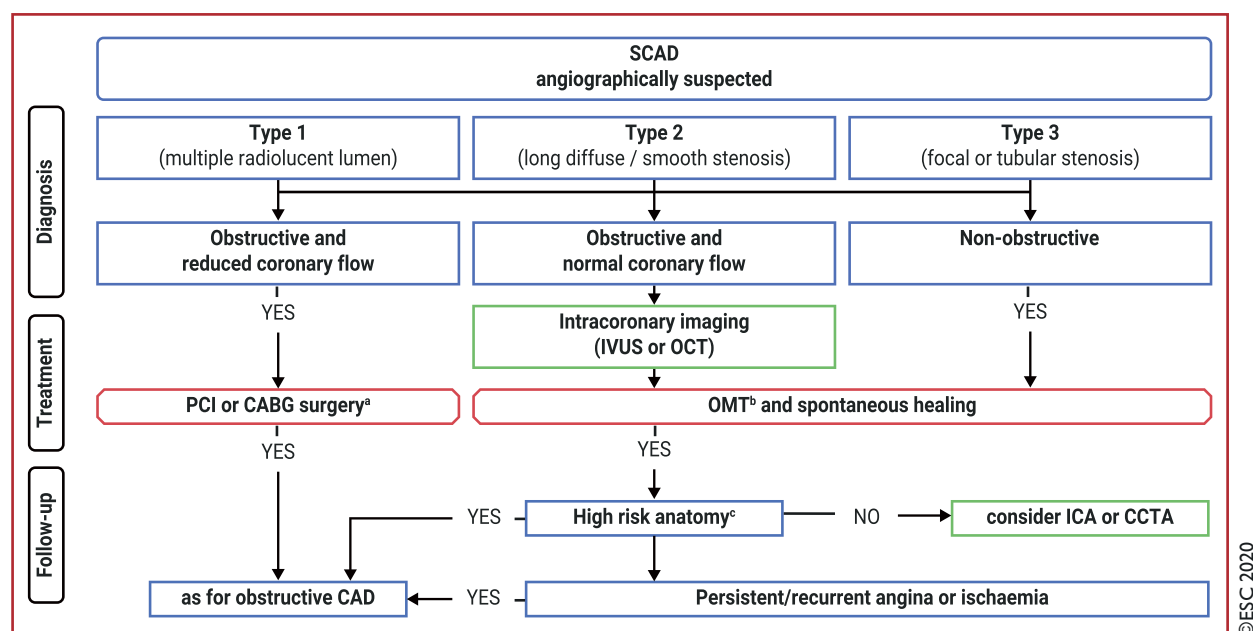 SCAD
angiographically suspected
Diagnosis
Type 1
(multiple radiolucent lumen)
Type 2
(long diffuse / smooth stenosis)
Type 3
(focal or tubular stenosis)
Obstructive and
reduced coronary flow
Obstructive and
normal coronary flow
Non-obstructive
YES
YES
Treatment
Intracoronary imaging
(IVUS or OCT)
PCI or CABG surgeryᵃ
OMTᵇ and spontaneous healing
YES
YES
Follow-up
YES
High risk anatomyᶜ
NO
consider ICA or CCTA
as for obstructive CAD
YES
Persistent/recurrent angina or ischaemia
©ESC 2020